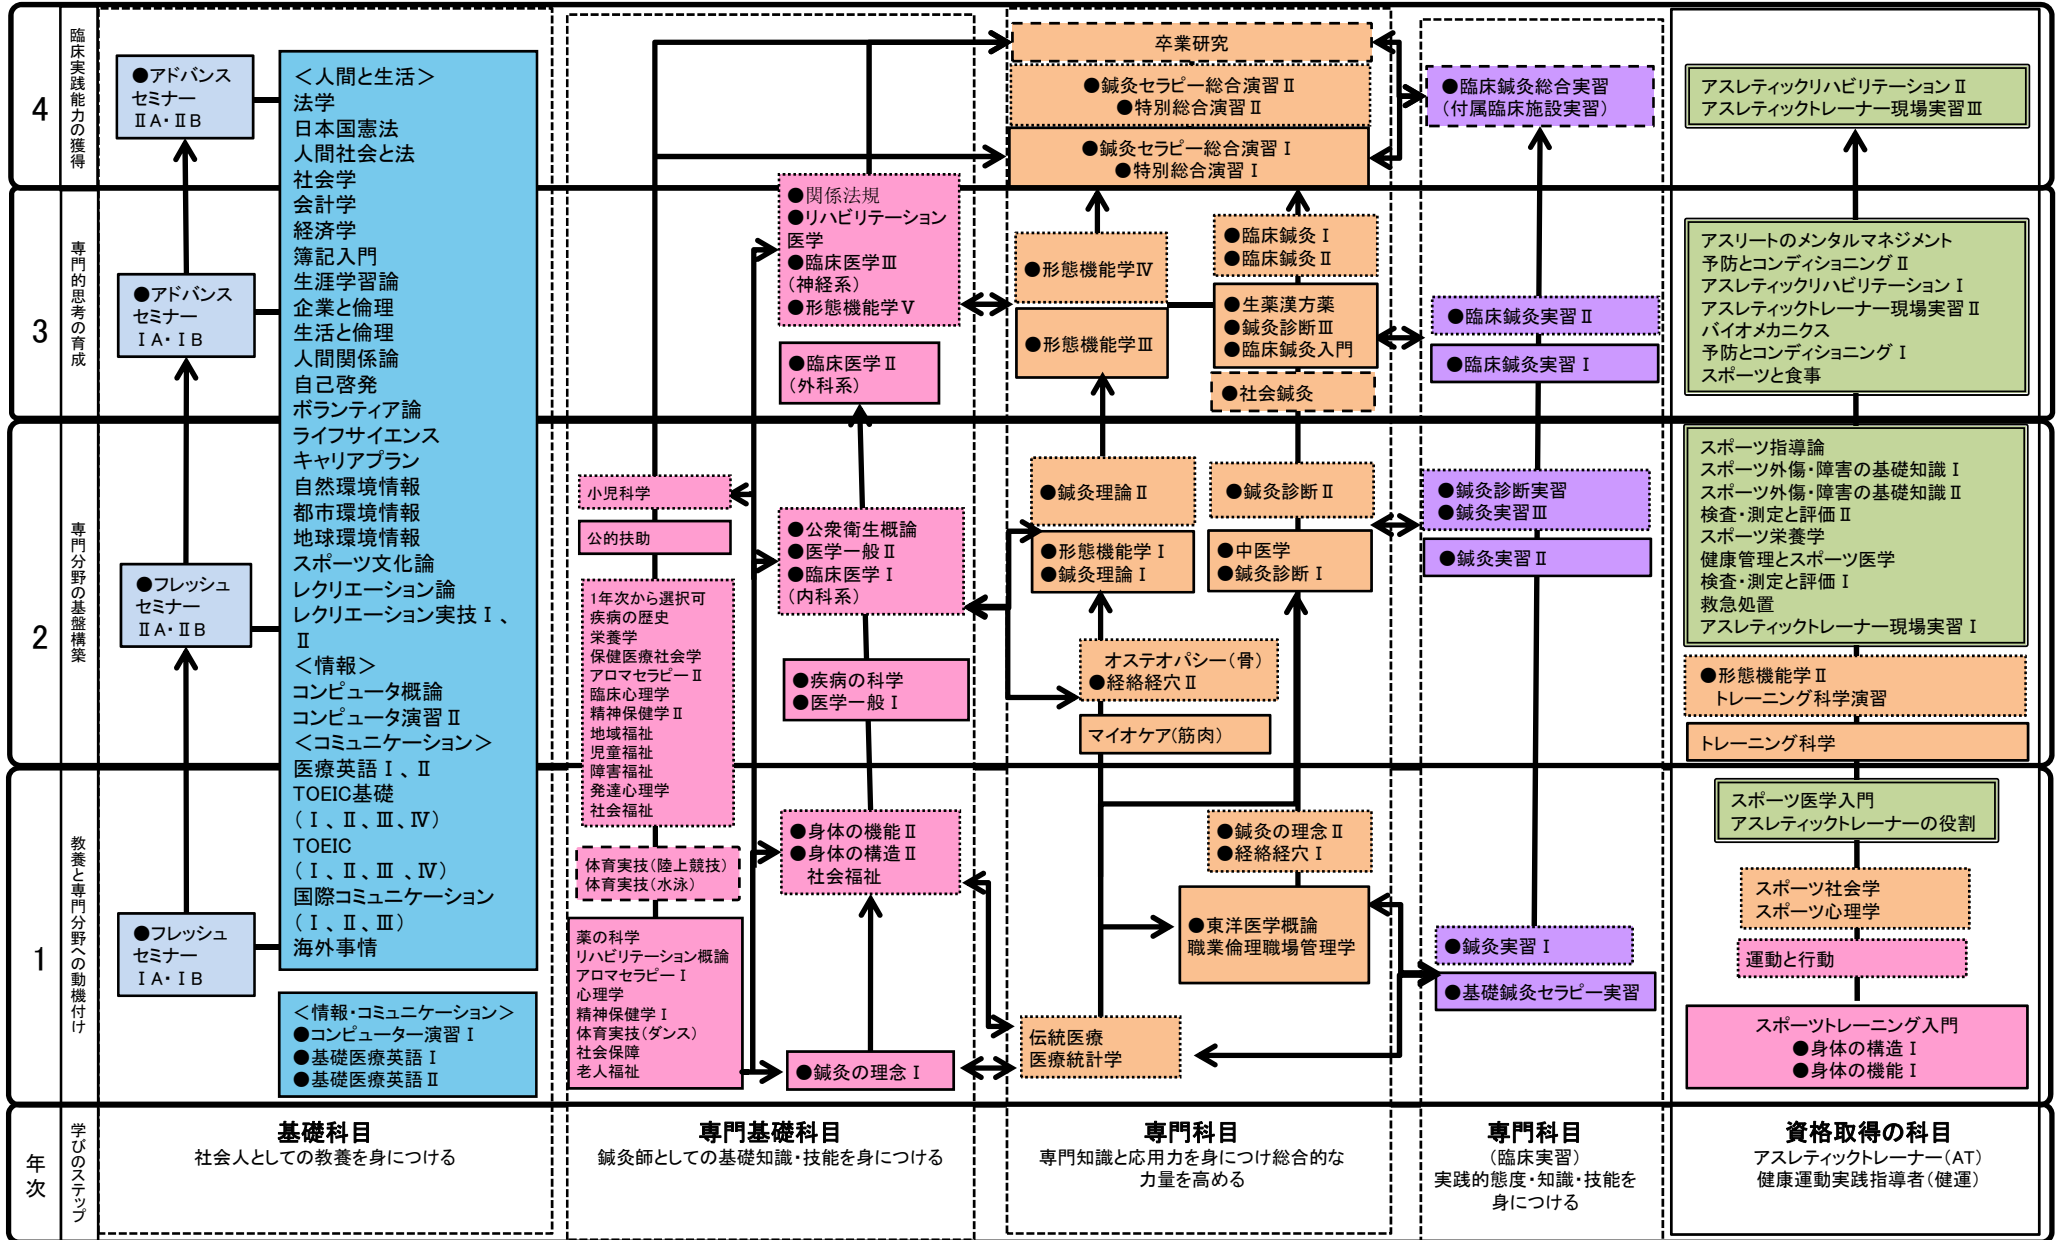 4
臨床実践能力の獲得
●アドバンス
セミナー
ⅡA・ⅡB
＜人間と生活＞
法学
日本国憲法
人間社会と法
社会学
会計学
経済学
簿記入門
生涯学習論
企業と倫理
生活と倫理
人間関係論
自己啓発
ボランティア論
ライフサイエンス
キャリアプラン
自然環境情報
都市環境情報
地球環境情報
スポーツ文化論
レクリエーション論
レクリエーション実技Ⅰ、
Ⅱ
＜情報＞
コンピュータ概論
コンピュータ演習Ⅱ
＜コミュニケーション＞
医療英語Ⅰ、Ⅱ
TOEIC基礎
(Ⅰ、Ⅱ、Ⅲ、Ⅳ)
TOEIC
(Ⅰ、Ⅱ、Ⅲ、Ⅳ)
国際コミュニケーション
(Ⅰ、Ⅱ、Ⅲ)
海外事情
卒業研究
●鍼灸セラピー総合演習Ⅱ
●特別総合演習Ⅱ
●鍼灸セラピー総合演習Ⅰ
●特別総合演習Ⅰ
●臨床鍼灸総合実習
(付属臨床施設実習)
アスレティックリハビリテーションⅡ
アスレティックトレーナー現場実習Ⅲ
3
専門的思考の育成
●アドバンス
セミナー
ⅠA・ⅠB
●関係法規
●リハビリテーション
医学
●臨床医学Ⅲ
(神経系)
●形態機能学Ⅴ
●臨床医学Ⅱ
(外科系)
●形態機能学Ⅳ
●形態機能学Ⅲ
●臨床鍼灸Ⅰ
●臨床鍼灸Ⅱ
●生薬漢方薬
●鍼灸診断Ⅲ
●臨床鍼灸入門
●社会鍼灸
●臨床鍼灸実習Ⅱ
●臨床鍼灸実習Ⅰ
アスリートのメンタルマネジメント
予防とコンディショニングⅡ
アスレティックリハビリテーションⅠ
アスレティックトレーナー現場実習Ⅱ
バイオメカニクス
予防とコンディショニングⅠ
スポーツと食事
2
専門分野の基盤構築
●フレッシュ
セミナー
ⅡA・ⅡB
小児科学
公的扶助
1年次から選択可
疾病の歴史
栄養学
保健医療社会学
アロマセラピーⅡ
臨床心理学
精神保健学Ⅱ
地域福祉
児童福祉
障害福祉
発達心理学
社会福祉
●公衆衛生概論
●医学一般Ⅱ
●臨床医学Ⅰ
(内科系)
●疾病の科学
●医学一般Ⅰ
●鍼灸理論Ⅱ
●形態機能学Ⅰ
●鍼灸理論Ⅰ
●鍼灸診断Ⅱ
●中医学
●鍼灸診断Ⅰ
オステオパシー(骨)
●経絡経穴Ⅱ
マイオケア(筋肉)
●鍼灸診断実習
●鍼灸実習Ⅲ
●鍼灸実習Ⅱ
スポーツ指導論
スポーツ外傷・障害の基礎知識Ⅰ
スポーツ外傷・障害の基礎知識Ⅱ
検査・測定と評価Ⅱ
スポーツ栄養学
健康管理とスポーツ医学
検査・測定と評価Ⅰ
救急処置
アスレティックトレーナー現場実習Ⅰ
●形態機能学Ⅱ
トレーニング科学演習
トレーニング科学
1
教養と専門分野への動機付け
●フレッシュ
セミナー
ⅠA・ⅠB
＜情報・コミュニケーション＞
●コンピューター演習Ⅰ
●基礎医療英語Ⅰ
●基礎医療英語Ⅱ
体育実技(陸上競技)
体育実技(水泳)
薬の科学
リハビリテーション概論
アロマセラピーⅠ
心理学
精神保健学Ⅰ
体育実技(ダンス)
社会保障
老人福祉
●身体の機能Ⅱ
●身体の構造Ⅱ
社会福祉
●鍼灸の理念Ⅰ
●鍼灸の理念Ⅱ
●経絡経穴Ⅰ
●東洋医学概論
職業倫理職場管理学
伝統医療
医療統計学
●鍼灸実習Ⅰ
●基礎鍼灸セラピー実習
スポーツ医学入門
アスレティックトレーナーの役割
スポーツ社会学
スポーツ心理学
運動と行動
スポーツトレーニング入門
●身体の構造Ⅰ
●身体の機能Ⅰ
年次
学びのステップ
基礎科目
社会人としての教養を身につける
専門基礎科目
鍼灸師としての基礎知識・技能を身につける
専門科目
専門知識と応用力を身につけ総合的な
力量を高める
専門科目
(臨床実習)
実践的態度・知識・技能を
身につける
資格取得の科目
アスレティックトレーナー(AT)
健康運動実践指導者(健運)